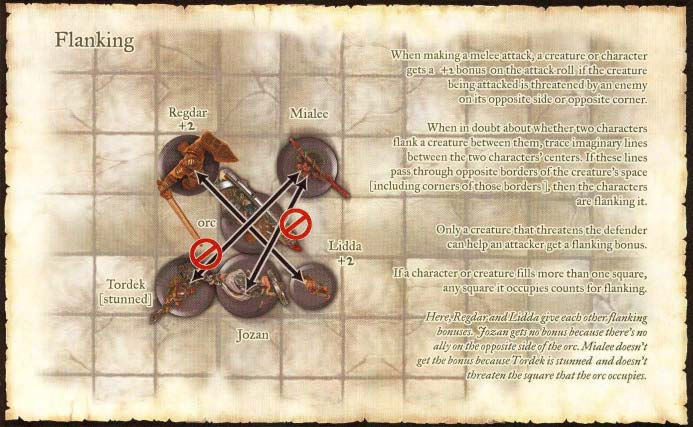 Flanking
When making a melee attack, a creature or character
gets a +2 bonus on the attack roll if the creature
being attacked is threatened by an enemy
on its opposite side or opposite corner.
Regdar
+2
Mialee
When in doubt about whether two characters
flank a creature between them, trace imaginary lines
between the two characters' centers. If these lines
pass through opposite borders of the creature's space
[including corners of those borders], then the characters
are flanking it.
orc
Only a creature that threatens the defender
can help an attacker get a flanking bonus.
Lidda
+2
Tordek
[stunned]
If a character or creature fills more than one square,
any square it occupies counts for flanking.
Jozan
Here, Regdar and Lidda give each other flanking
bonuses. Jozan gets no bonus because there's no
ally on the opposite side of the orc. Mialee doesn't
get the bonus because Tordek is stunned and doesn't
threaten the square that the orc occupies.